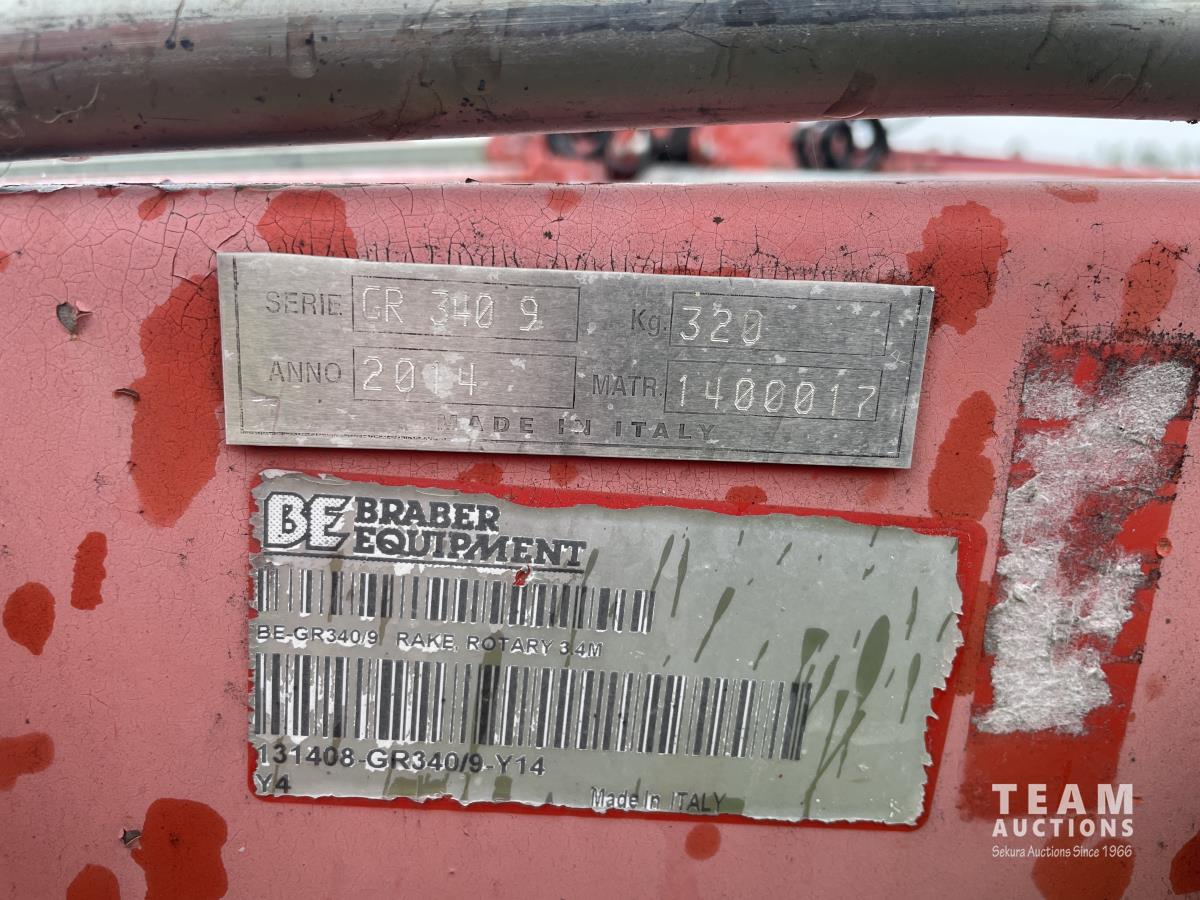 SERIE. GR 340 9 Kg. 320
ANNO 2014 MATR. 1400017
MADE IN ITALY
BE BRABER
EQUIPMENT
BE-GR340/9 RAKE, ROTARY 3.4M
131408-GR340/9-Y14
Y4
Made In ITALY
TEAM
AUCTIONS
Sekura Auctions Since 1966